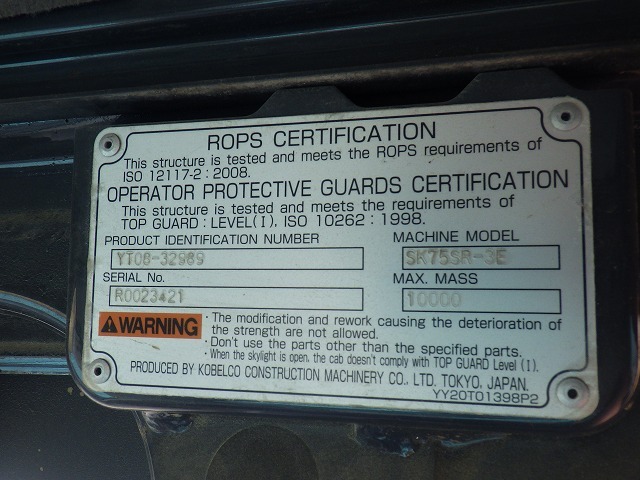 ROPS CERTIFICATION
This structure is tested and meets the ROPS requirements of
ISO 12117-2 : 2008.
OPERATOR PROTECTIVE GUARDS CERTIFICATION
This structure is tested and meets the requirements of
TOP GUARD : LEVEL(I), ISO 10262 : 1998.
PRODUCT IDENTIFICATION NUMBER MACHINE MODEL
YT08-32989 SK75SR-3E
SERIAL No. MAX. MASS
R0023421 10000
WARNING
・The modification and rework causing the deterioration of
the strength are not allowed.
・Don't use the parts other than the specified parts.
・When the skylight is open, the cab doesn't comply with TOP GUARD Level (I).
PRODUCED BY KOBELCO CONSTRUCTION MACHINERY CO., LTD. TOKYO, JAPAN.
YY20T01398P2